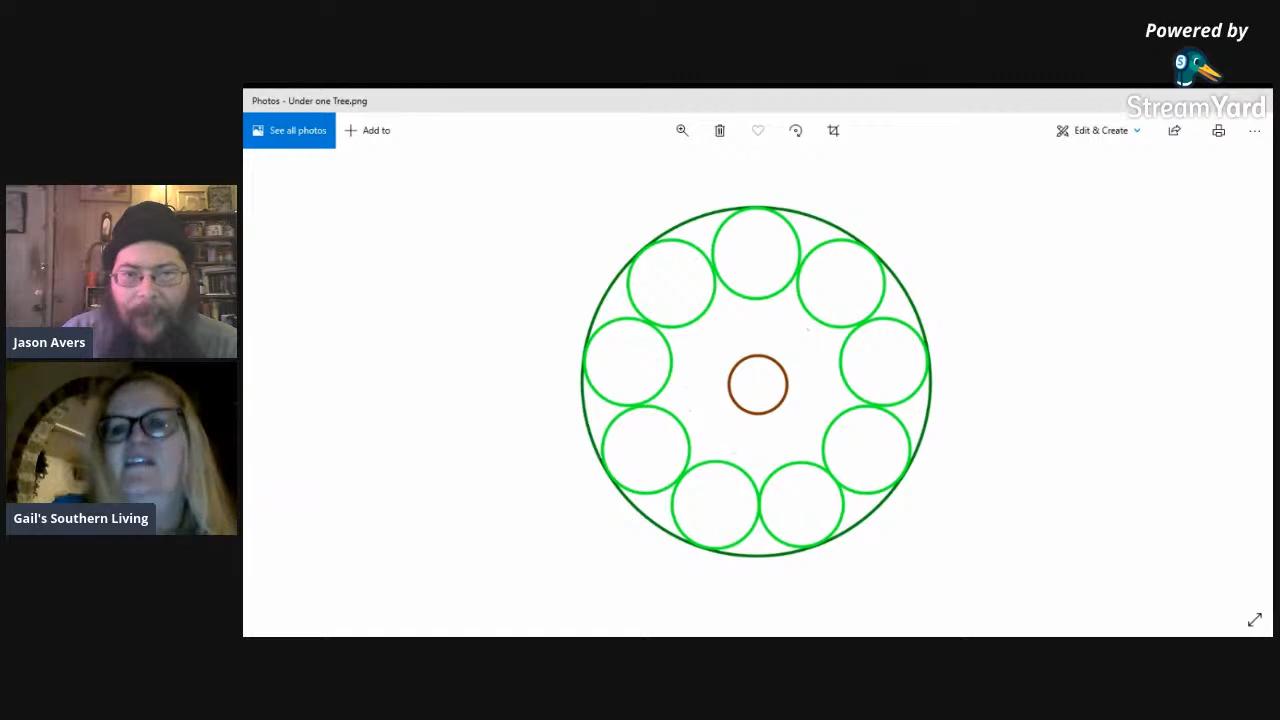 Powered by
StreamYard
Photos - Under one Tree.png
See all photos
Add to
Edit & Create
Jason Avers
Gail's Southern Living